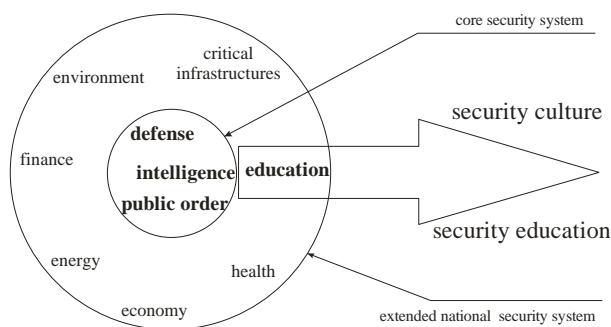 core security system
critical
infrastructures
environment
security culture
defense
finance
intelligence
education
public order
security education
energy
health
economy
extended national security system